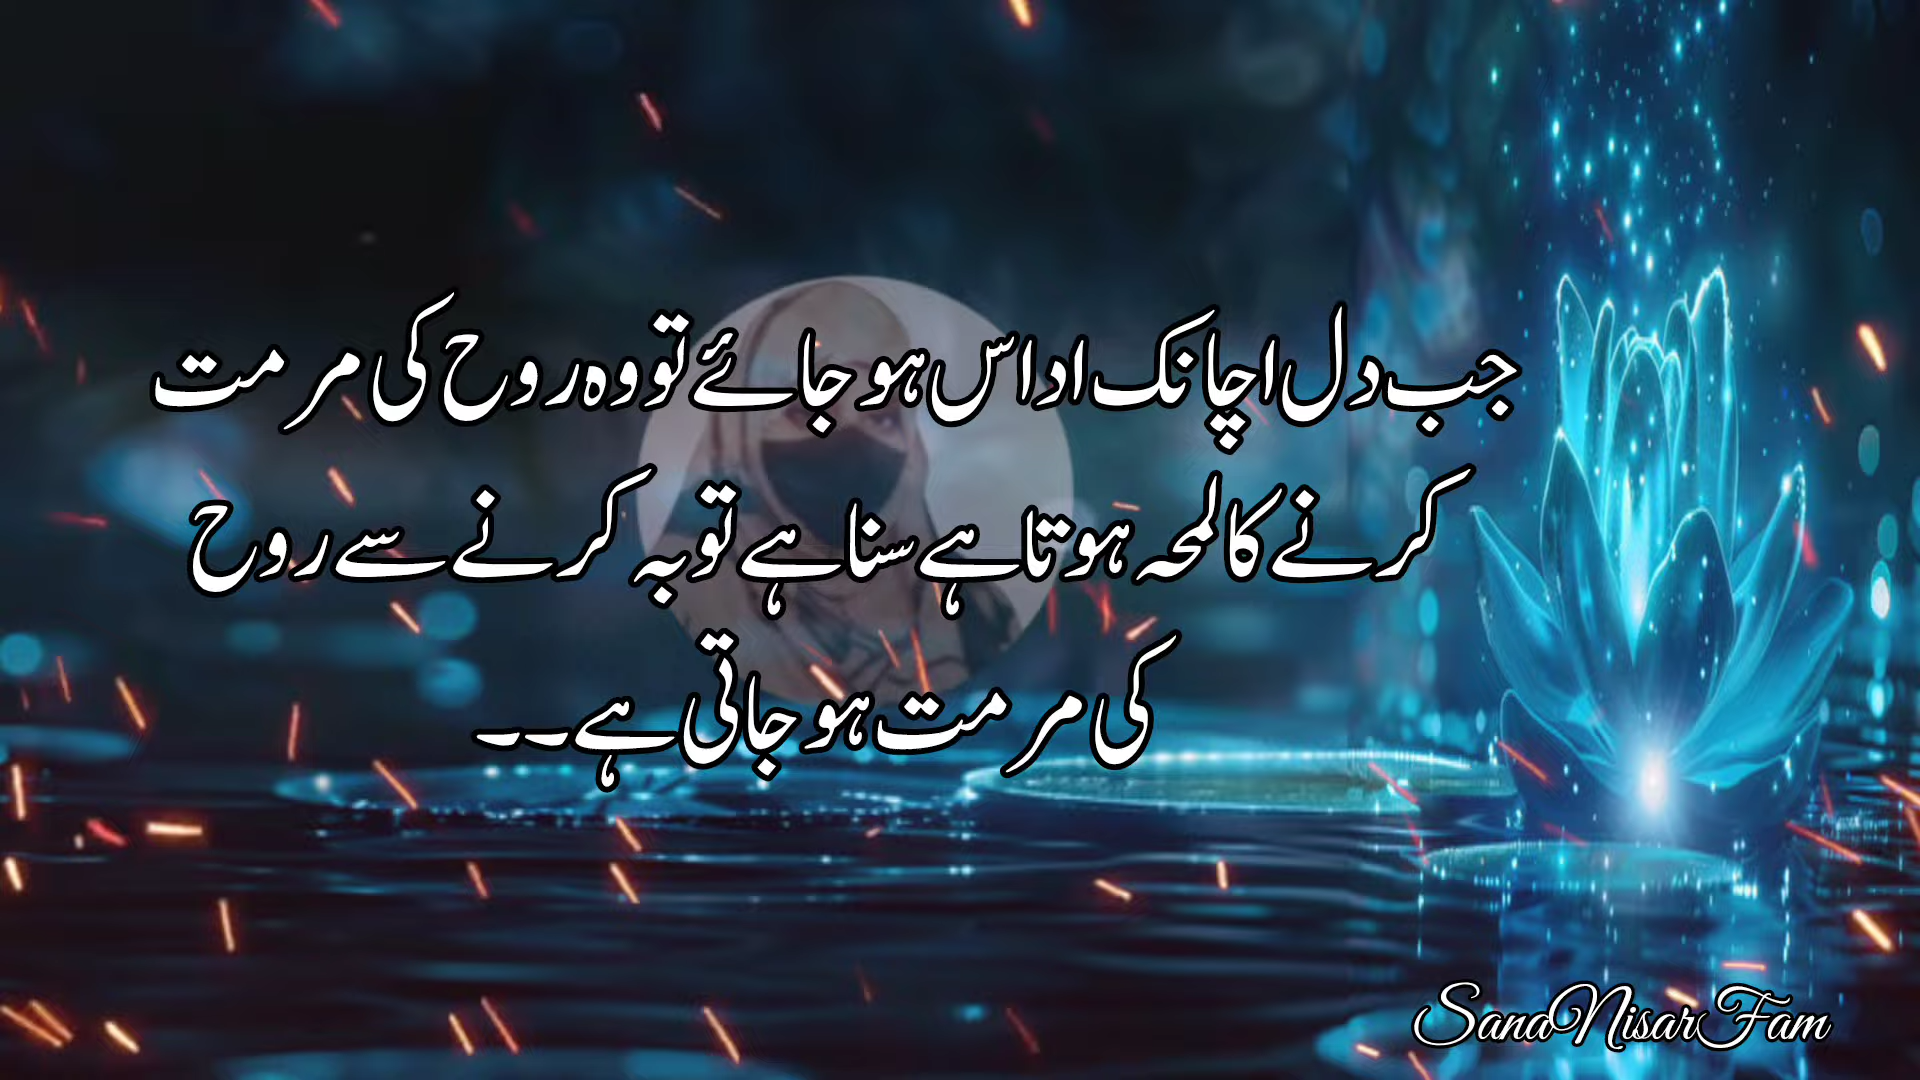 جب دل اچانک اداس ہو جائے تو وہ روح کی مرمت
کرنے کا لمحہ ہوتا ہے سنا ہے توبہ کرنے سے روح
کی مرمت ہو جاتی ہے۔۔
SanaNisarFam